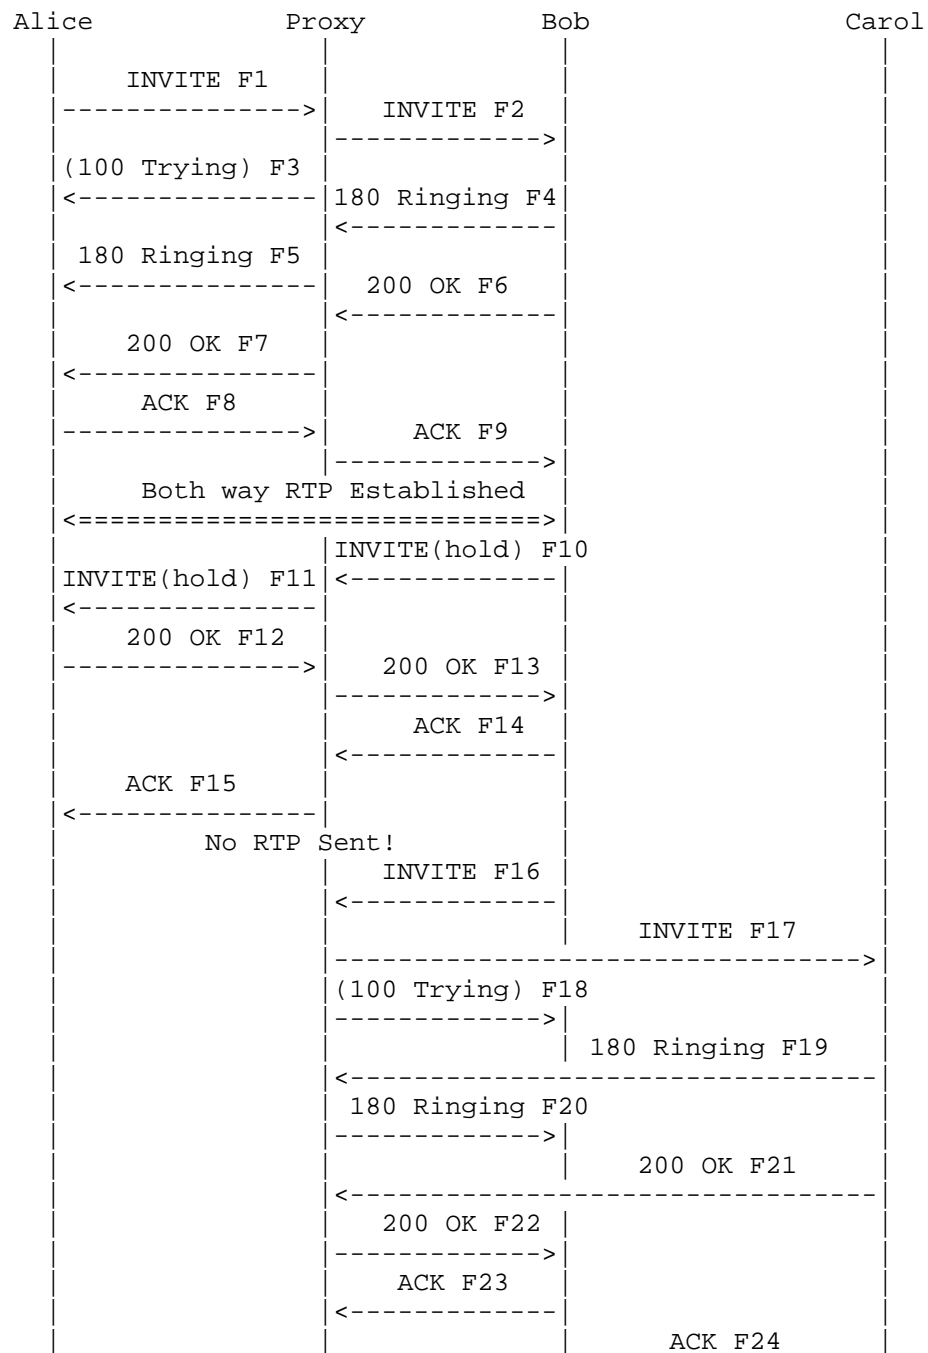 Alice Proxy Bob Carol
INVITE F1
INVITE F2
(100 Trying) F3
180 Ringing F4
180 Ringing F5
200 OK F6
200 OK F7
ACK F8
ACK F9
Both way RTP Established
INVITE(hold) F10
INVITE(hold) F11
200 OK F12
200 OK F13
ACK F14
ACK F15
No RTP Sent!
INVITE F16
INVITE F17
(100 Trying) F18
180 Ringing F19
180 Ringing F20
200 OK F21
200 OK F22
ACK F23
ACK F24